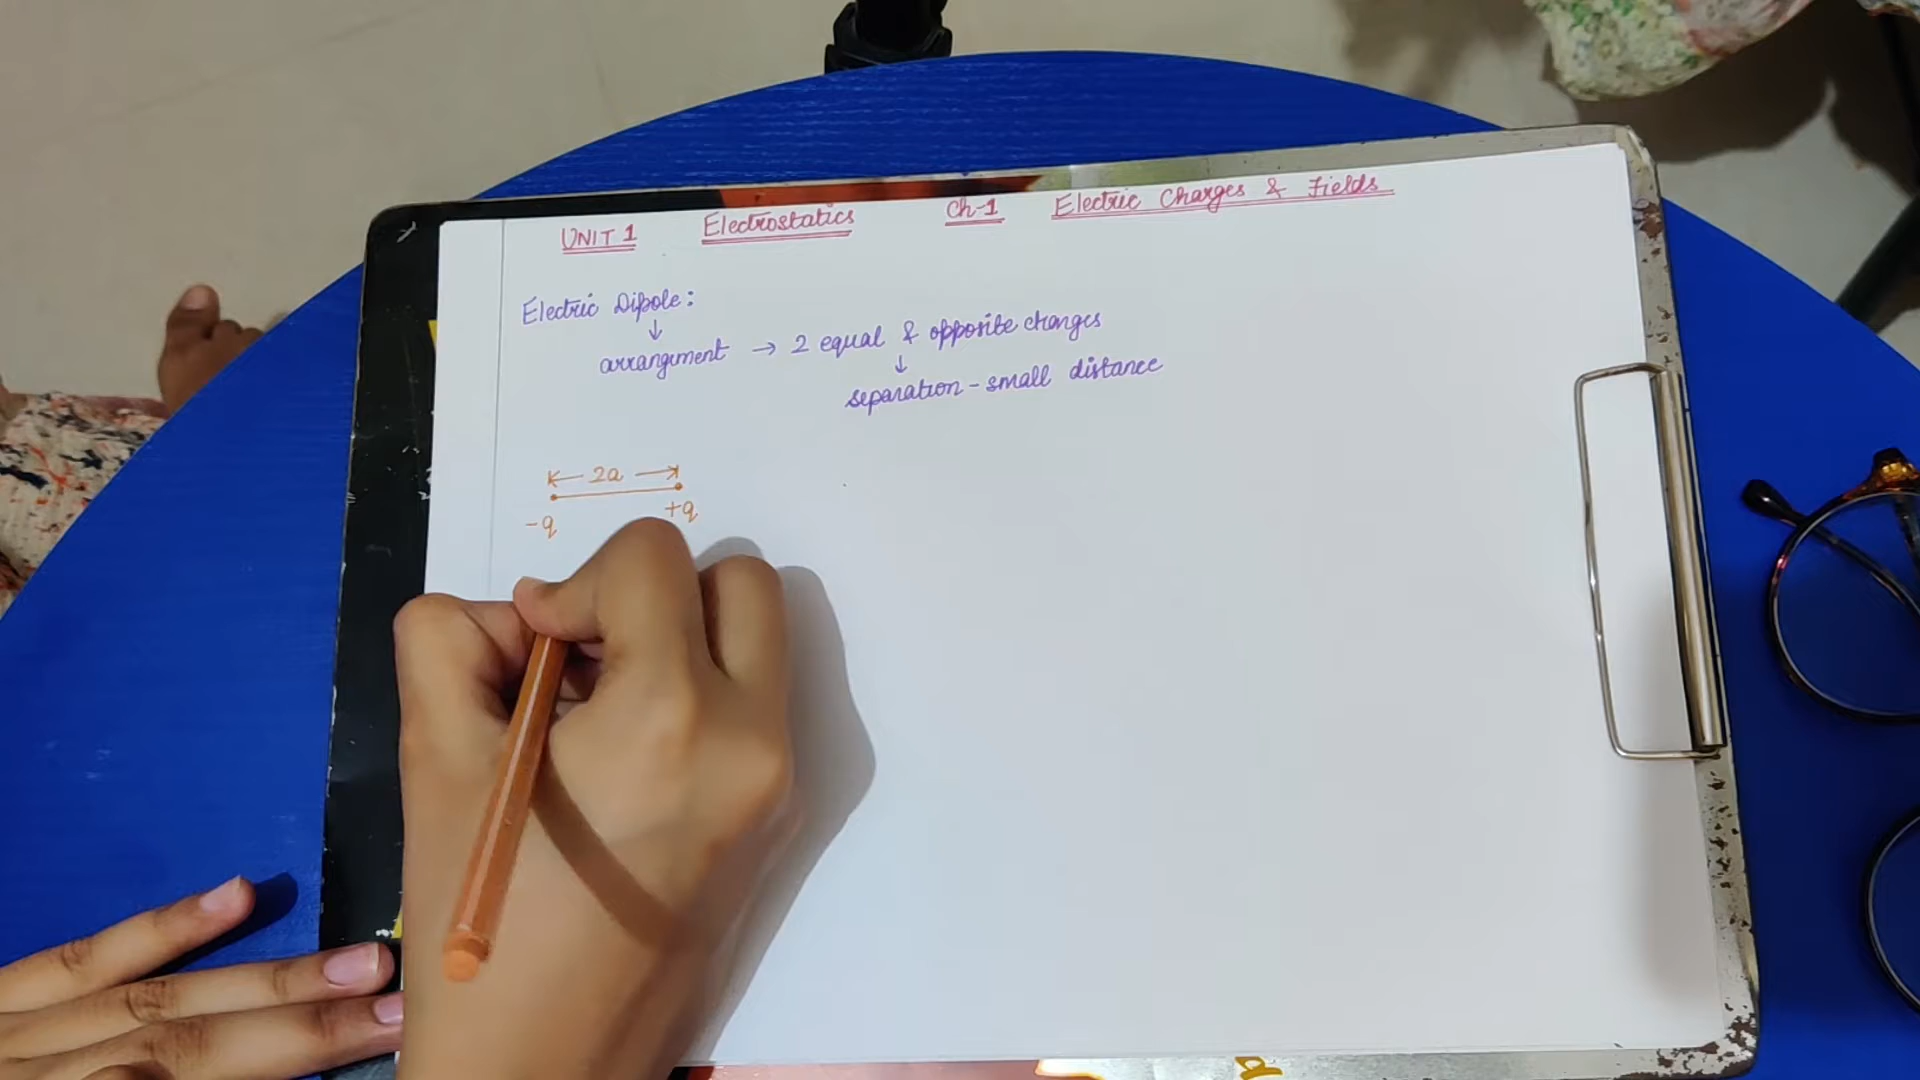 UNIT 1 Electrostatics Ch-1 Electric Charges & Fields
Electric Dipole:
↓
arrangement → 2 equal & opposite charges
↓
separation - small distance
← 2a →
-q +q